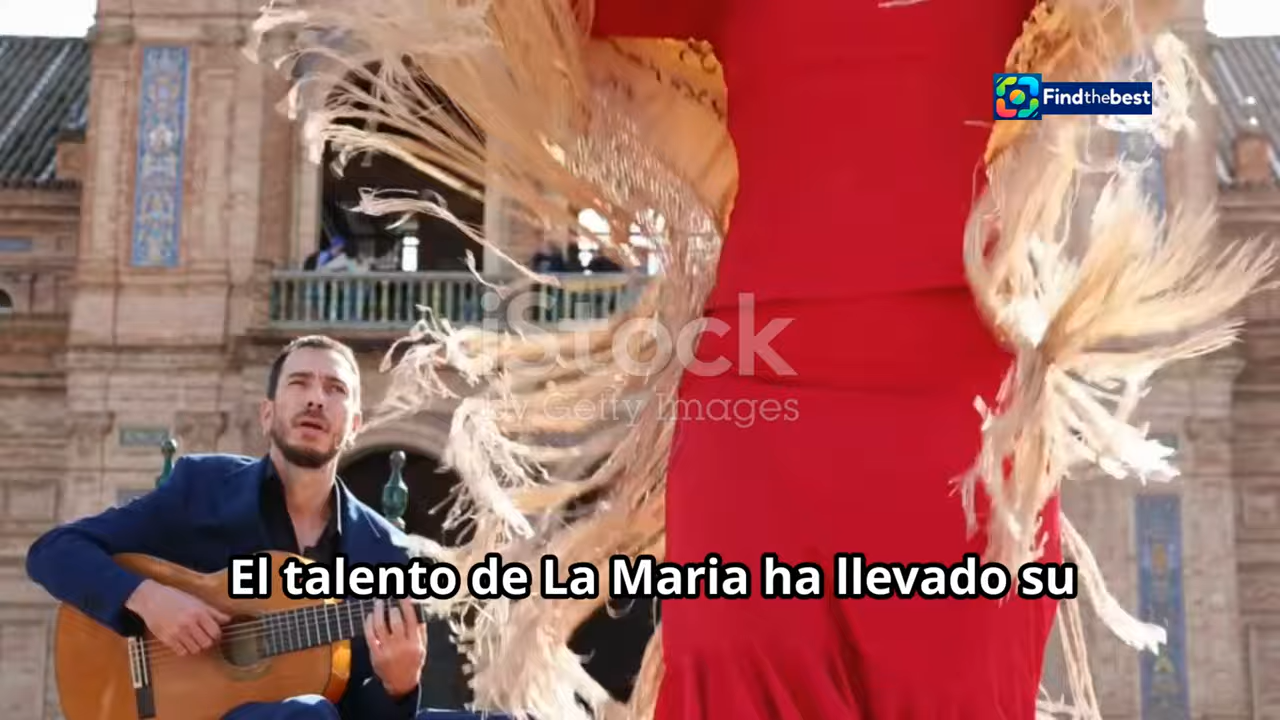 Findthebest
iStock
by Getty Images
El talento de La Maria ha llevado su